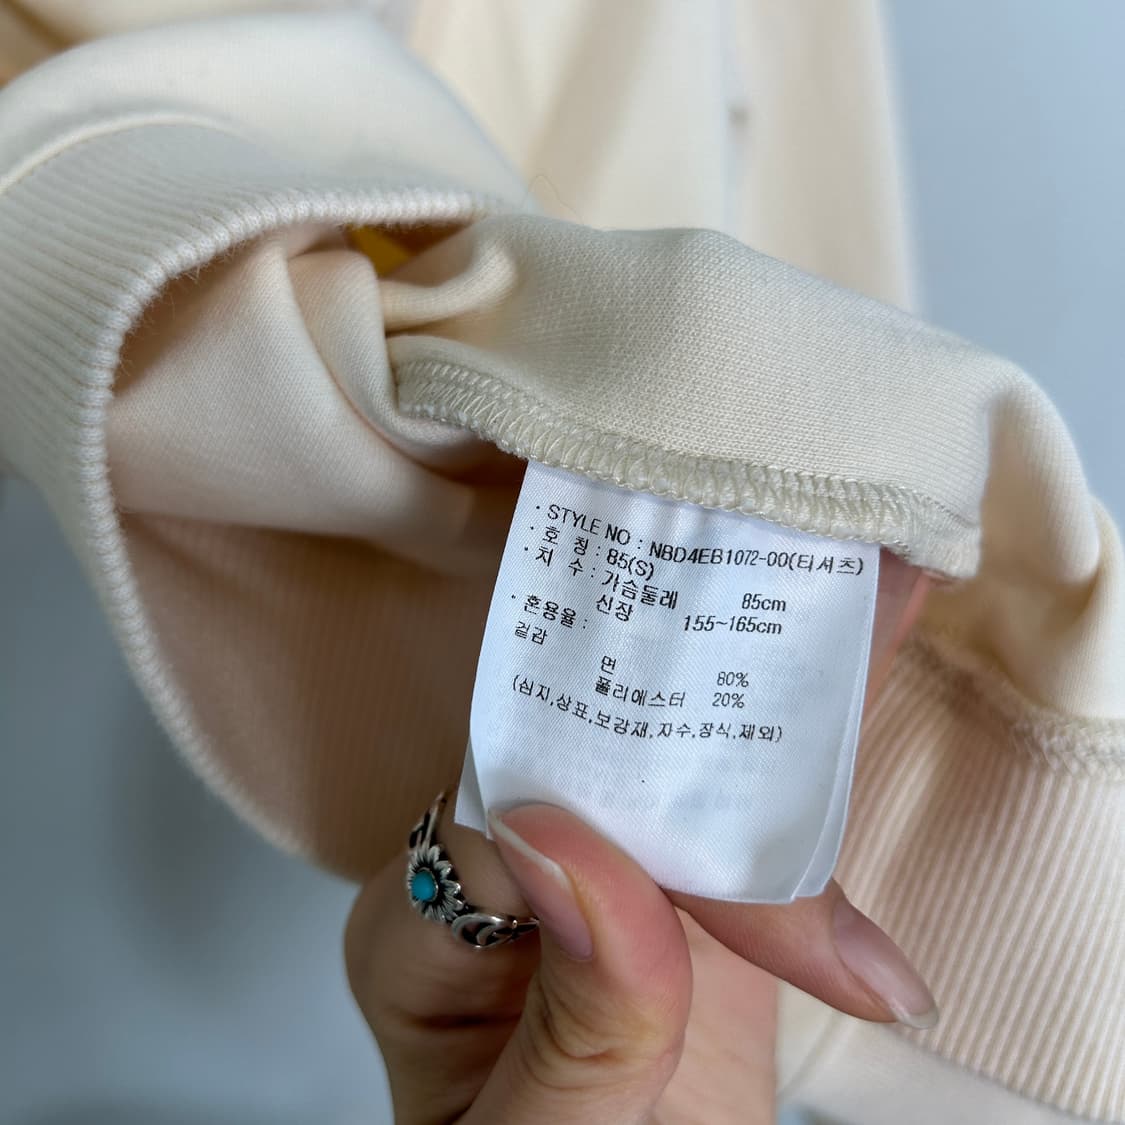 · STYLE NO : NBD4EB1072-00(티셔츠)
· 호 칭 : 85(S)
· 치 수 : 가슴둘레 85cm
신장 155~165cm
· 혼용율 :
겉감
면 80%
폴리에스터 20%
(심지,상표,보강재,자수,장식,제외)